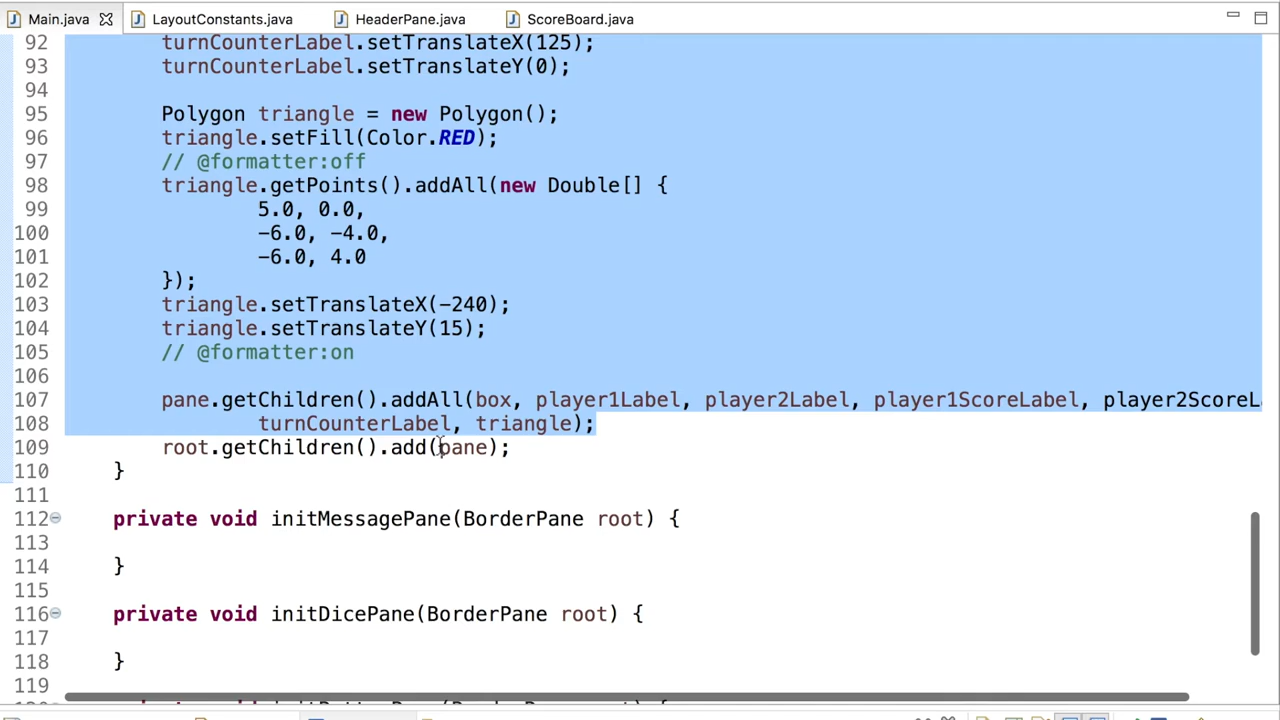 Main.java LayoutConstants.java HeaderPane.java ScoreBoard.java
92 turnCounterLabel.setTranslateX(125);
93 turnCounterLabel.setTranslateY(0);
94
95 Polygon triangle = new Polygon();
96 triangle.setFill(Color.RED);
97 // @formatter:off
98 triangle.getPoints().addAll(new Double[] {
99 5.0, 0.0,
100 -6.0, -4.0,
101 -6.0, 4.0
102 });
103 triangle.setTranslateX(-240);
104 triangle.setTranslateY(15);
105 // @formatter:on
106
107 pane.getChildren().addAll(box, player1Label, player2Label, player1ScoreLabel, player2ScoreL
108 turnCounterLabel, triangle);
109 root.getChildren().add(pane);
110 }
111
112 private void initMessagePane(BorderPane root) {
113
114 }
115
116 private void initDicePane(BorderPane root) {
117
118 }
119